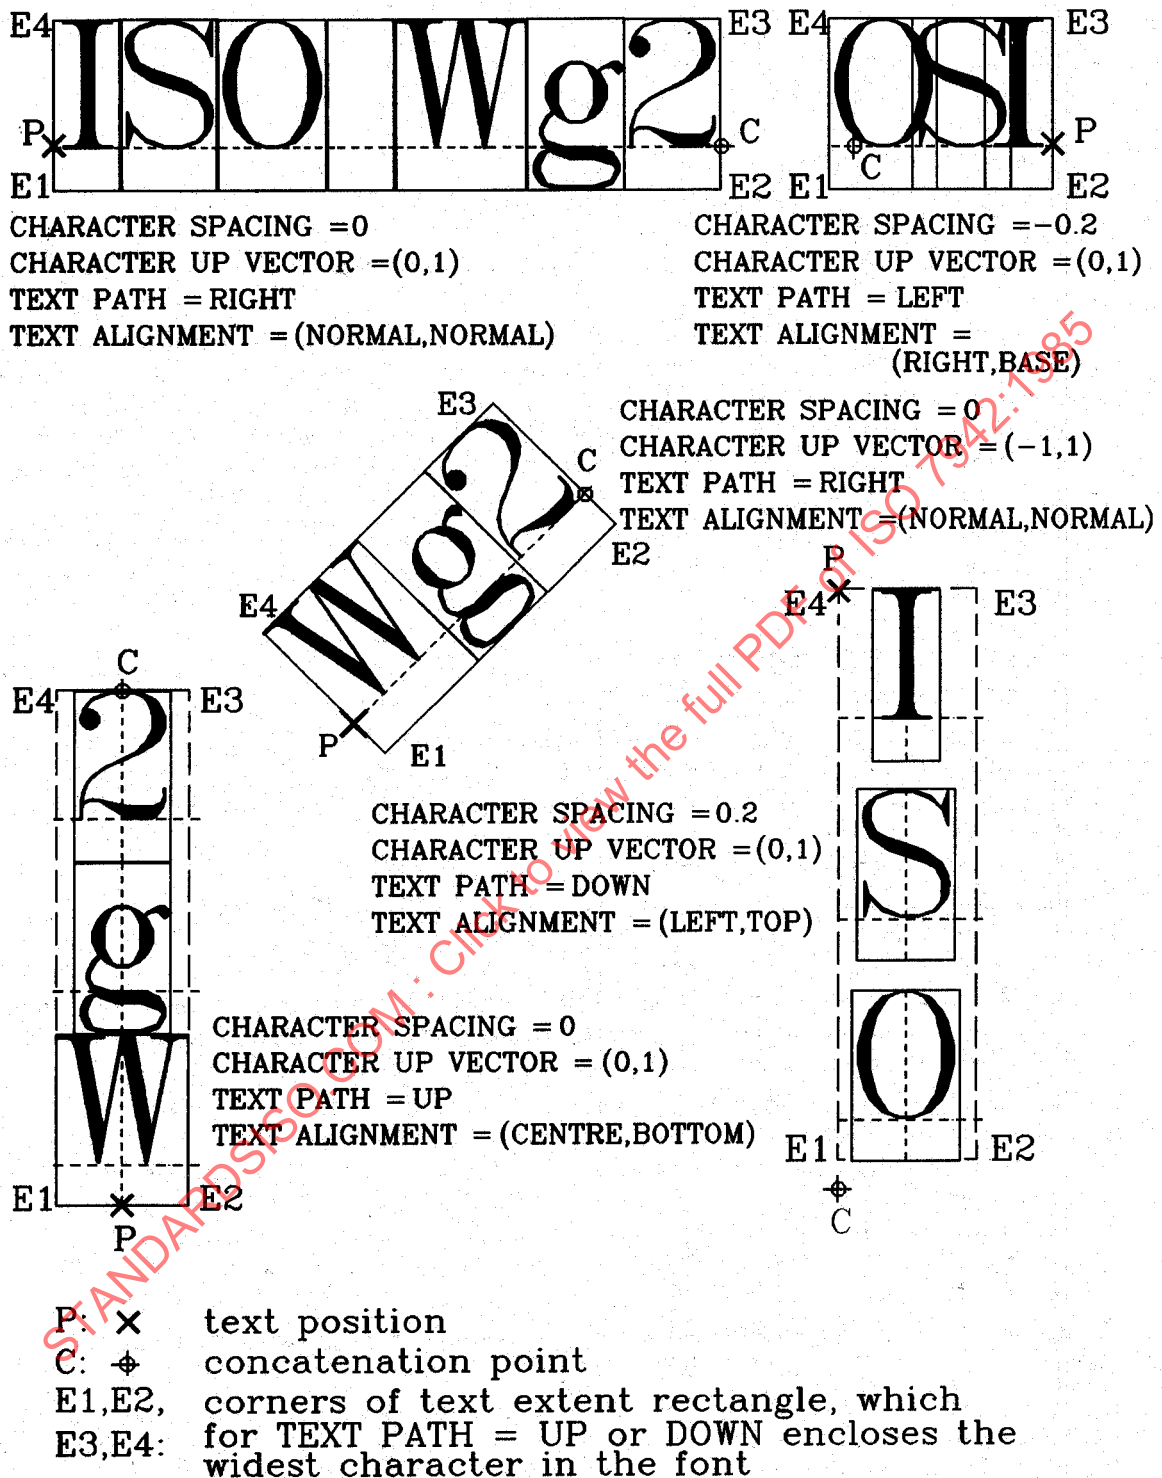 E4 ISO Wg2 E3 E4 OSI E3
P C P
C
E1 E2 E1 E2
CHARACTER SPACING =0
CHARACTER UP VECTOR =(0,1)
TEXT PATH =RIGHT
TEXT ALIGNMENT =(NORMAL,NORMAL)
CHARACTER SPACING =-0.2
CHARACTER UP VECTOR =(0,1)
TEXT PATH = LEFT
TEXT ALIGNMENT =
(RIGHT,BASE)
E3
C
E4 Wg2 E2
P E1
CHARACTER SPACING =0
CHARACTER UP VECTOR =(-1,1)
TEXT PATH =RIGHT
TEXT ALIGNMENT =(NORMAL,NORMAL)
P
E4 I E3
S
O
E1 E2
C
CHARACTER SPACING =0.2
CHARACTER UP VECTOR =(0,1)
TEXT PATH =DOWN
TEXT ALIGNMENT =(LEFT,TOP)
C
E4 2 E3
g
W
E1 E2
P
CHARACTER SPACING =0
CHARACTER UP VECTOR =(0,1)
TEXT PATH =UP
TEXT ALIGNMENT =(CENTRE,BOTTOM)
P: text position
C: concatenation point
E1,E2, corners of text extent rectangle, which
E3,E4: for TEXT PATH = UP or DOWN encloses the
widest character in the font
STANDARDSISO.COM : Click to view the full PDF of ISO 7942:1985